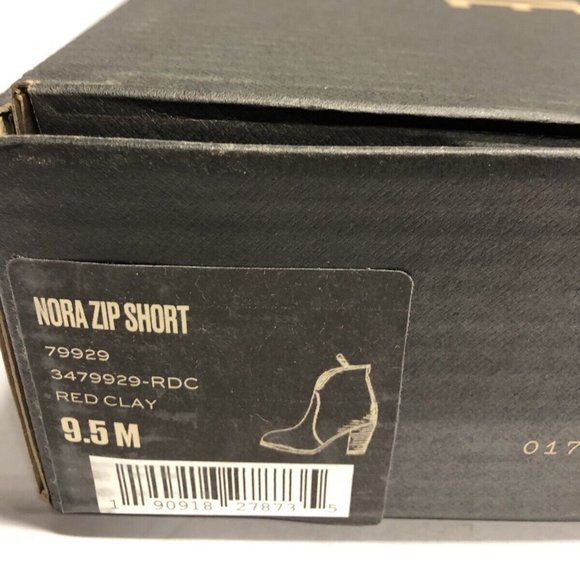 NORA ZIP SHORT
79929
3479929-RDC
RED CLAY
9.5 M
1 90918 27873 5
017